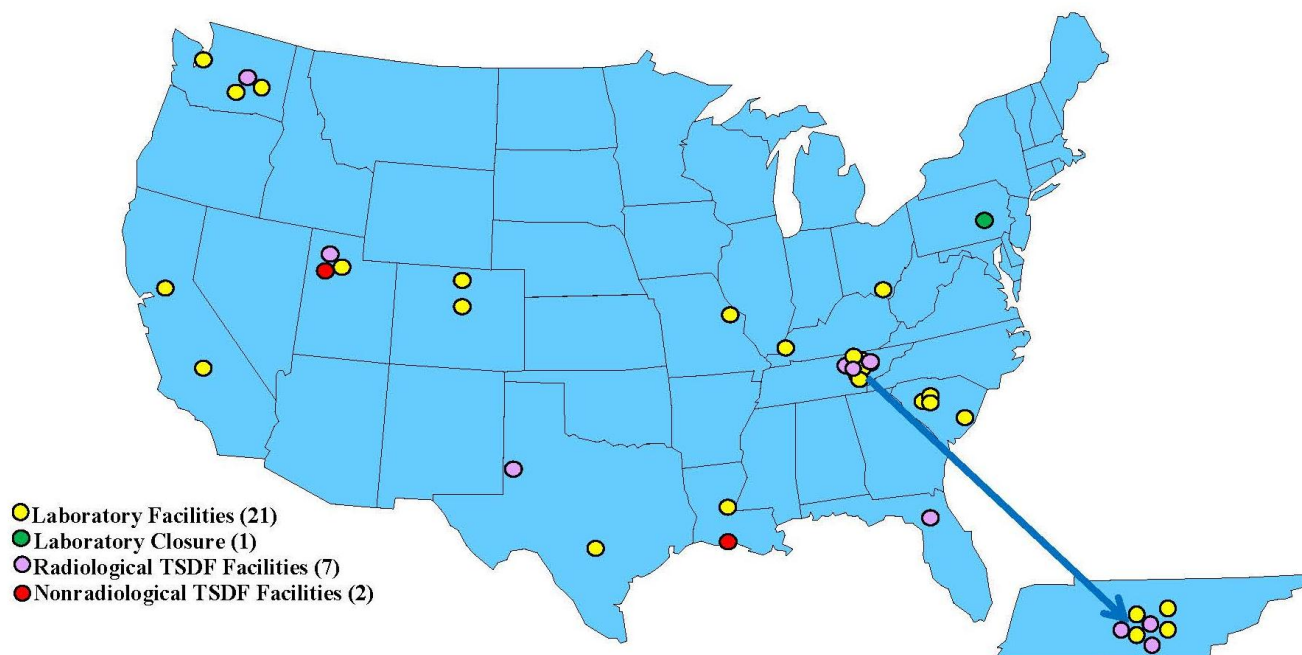 Laboratory Facilities (21)
Laboratory Closure (1)
Radiological TSDF Facilities (7)
Nonradiological TSDF Facilities (2)